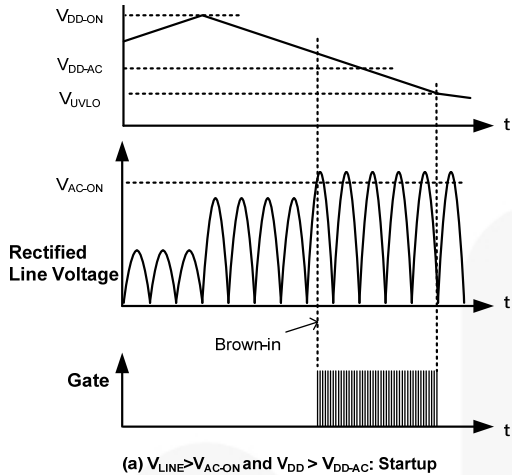 VDD-ON
VDD-AC
VUVLO
t
VAC-ON
Rectified
Line Voltage
t
Brown-in
Gate
t
(a) VLINE>VAC-ON and VDD > VDD-AC: Startup